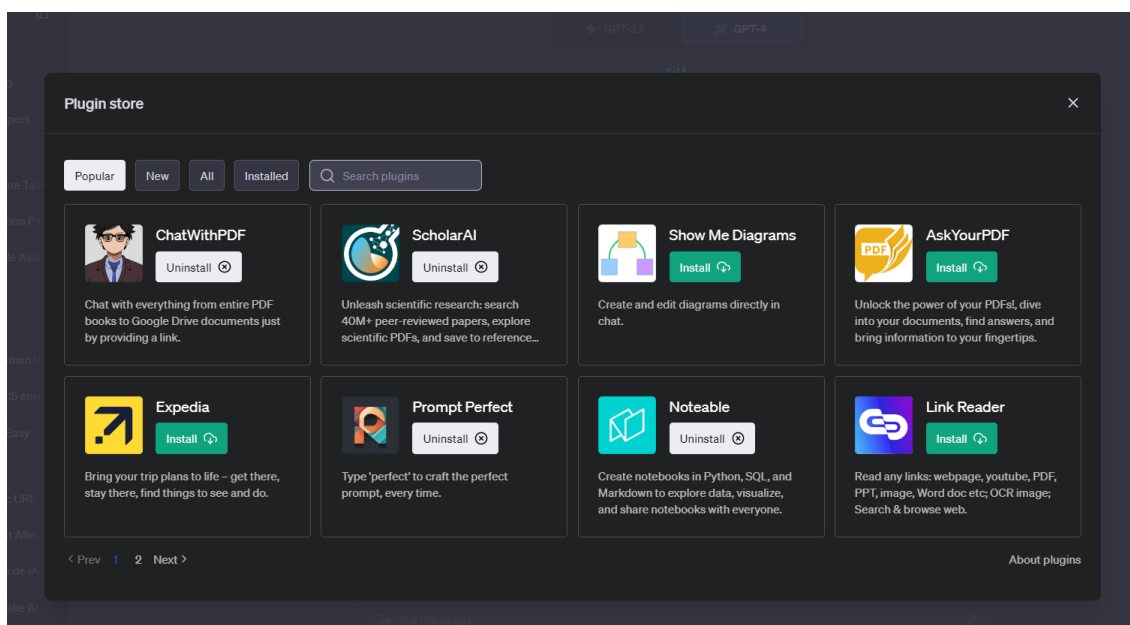 GPT-3.5
GPT-4
Plugin store
Popular
New
All
Installed
Search plugins
ChatWithPDF
Uninstall
Chat with everything from entire PDF
books to Google Drive documents just
by providing a link.
ScholarAI
Uninstall
Unleash scientific research: search
40M+ peer-reviewed papers, explore
scientific PDFs, and save to reference...
Show Me Diagrams
Install
Create and edit diagrams directly in
chat.
PDF
AskYourPDF
Install
Unlock the power of your PDFs!, dive
into your documents, find answers, and
bring information to your fingertips.
Expedia
Install
Bring your trip plans to life – get there,
stay there, find things to see and do.
Prompt Perfect
Uninstall
Type 'perfect' to craft the perfect
prompt, every time.
Noteable
Uninstall
Create notebooks in Python, SQL, and
Markdown to explore data, visualize,
and share notebooks with everyone.
Link Reader
Install
Read any links: webpage, youtube, PDF,
PPT, image, Word doc etc; OCR image;
Search & browse web.
Prev 1 2 Next
About plugins
Send a message